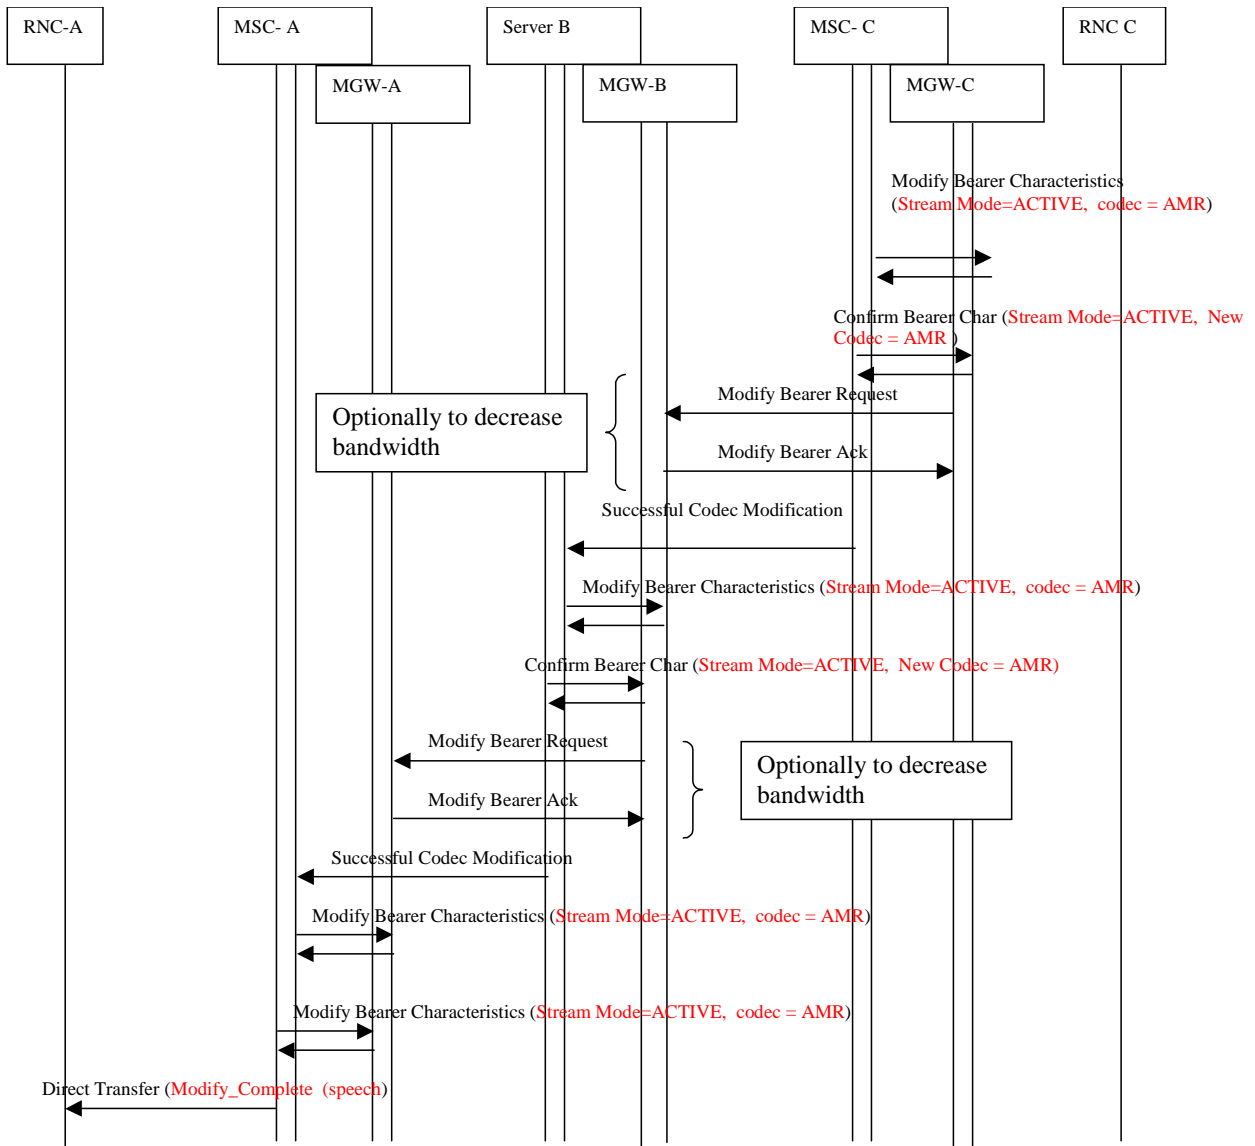 RNC-A
MSC- A
Server B
MSC- C
RNC C
MGW-A
MGW-B
MGW-C
Modify Bearer Characteristics
(Stream Mode=ACTIVE, codec = AMR)
Confirm Bearer Char (Stream Mode=ACTIVE, New
Codec = AMR )
Modify Bearer Request
Optionally to decrease
bandwidth
Modify Bearer Ack
Successful Codec Modification
Modify Bearer Characteristics (Stream Mode=ACTIVE, codec = AMR)
Confirm Bearer Char (Stream Mode=ACTIVE, New Codec = AMR)
Modify Bearer Request
Optionally to decrease
bandwidth
Modify Bearer Ack
Successful Codec Modification
Modify Bearer Characteristics (Stream Mode=ACTIVE, codec = AMR)
Modify Bearer Characteristics (Stream Mode=ACTIVE, codec = AMR)
Direct Transfer (Modify_Complete (speech)